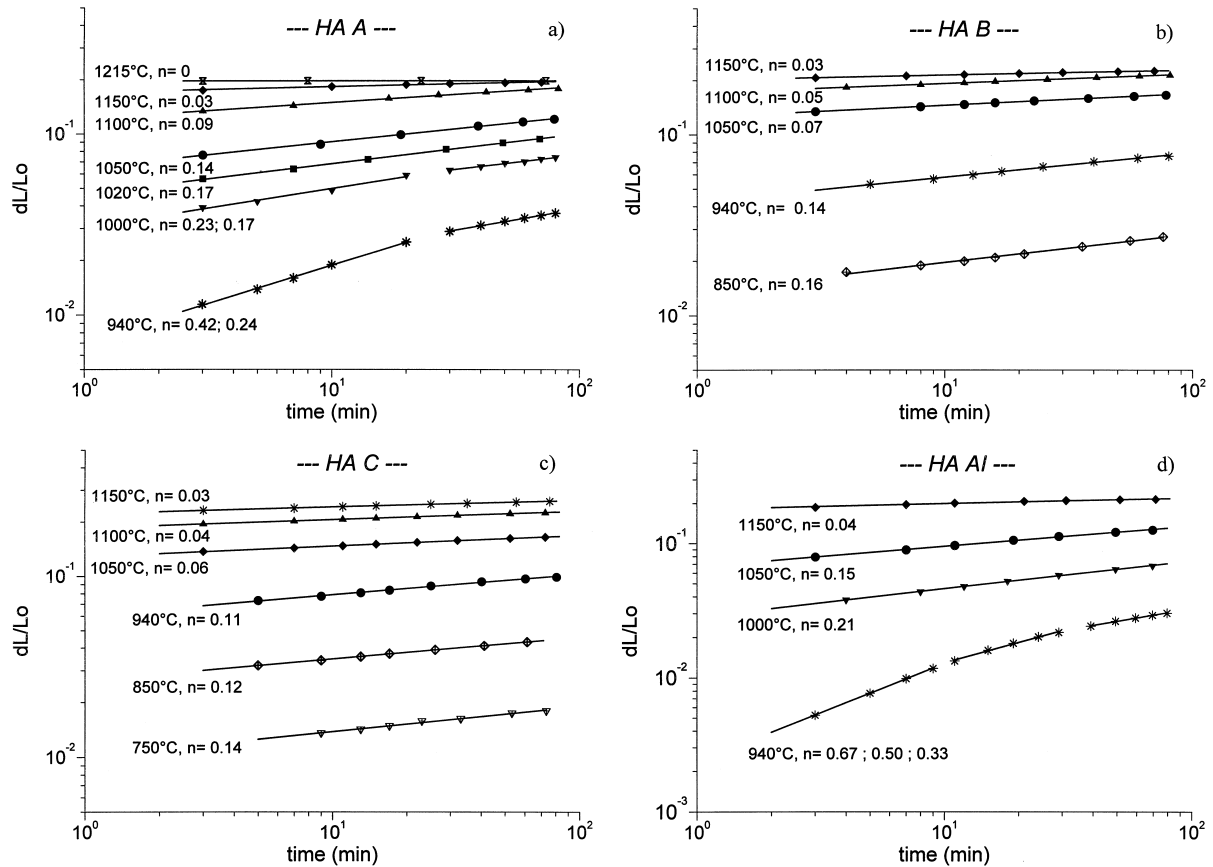 --- HA A ---
a)
1215°C, n= 0
1150°C, n= 0.03
1100°C, n= 0.09
1050°C, n= 0.14
1020°C, n= 0.17
1000°C, n= 0.23; 0.17
940°C, n= 0.42; 0.24
10⁻¹
10⁻²
dL/Lo
10⁰
10¹
10²
time (min)
--- HA B ---
b)
1150°C, n= 0.03
1100°C, n= 0.05
1050°C, n= 0.07
940°C, n= 0.14
850°C, n= 0.16
10⁻¹
10⁻²
dL/Lo
10⁰
10¹
10²
time (min)
--- HA C ---
c)
1150°C, n= 0.03
1100°C, n= 0.04
1050°C, n= 0.06
940°C, n= 0.11
850°C, n= 0.12
750°C, n= 0.14
10⁻¹
10⁻²
dL/Lo
10⁰
10¹
10²
time (min)
--- HA AI ---
d)
1150°C, n= 0.04
1050°C, n= 0.15
1000°C, n= 0.21
940°C, n= 0.67 ; 0.50 ; 0.33
10⁻¹
10⁻²
10⁻³
dL/Lo
10⁰
10¹
10²
time (min)